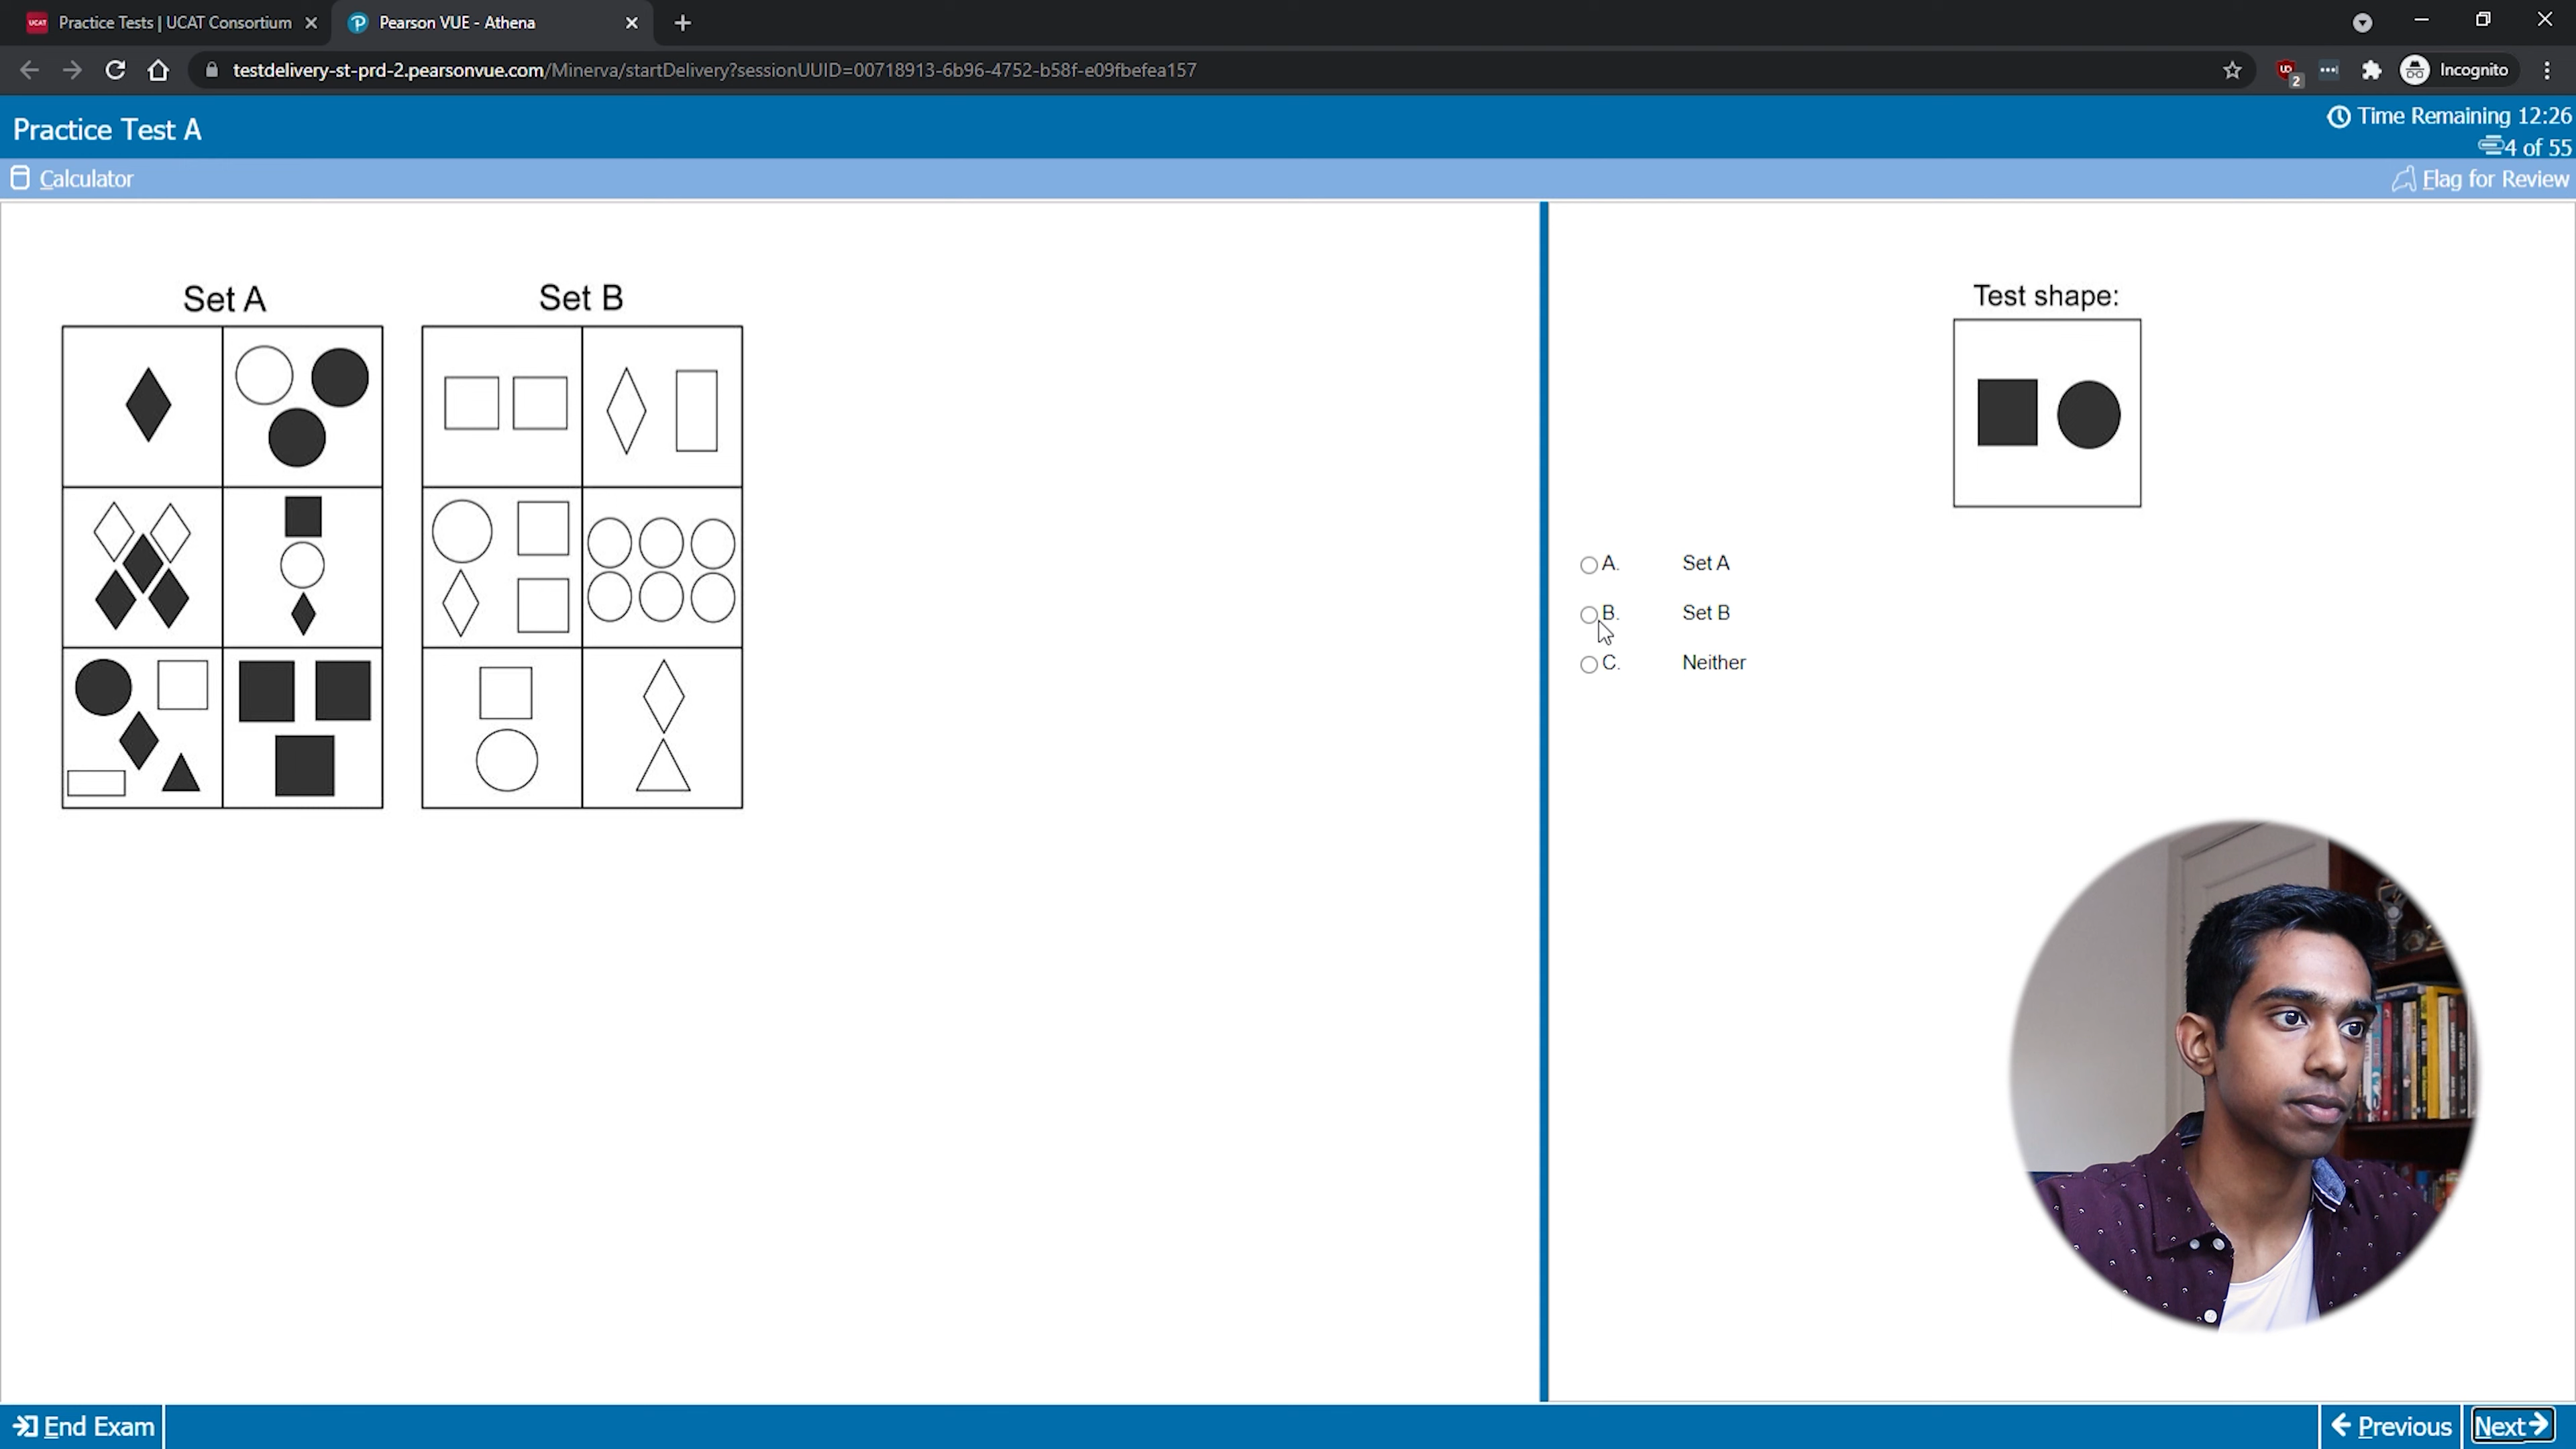 Practice Tests | UCAT Consortium
Pearson VUE - Athena
testdelivery-st-prd-2.pearsonvue.com/Minerva/startDelivery?sessionUUID=00718913-6b96-4752-b58f-e09fbefea157
2
Incognito
Practice Test A
Time Remaining 12:26
4 of 55
Calculator
Flag for Review
Set A
Set B
Test shape:
A. Set A
B. Set B
C. Neither
End Exam
Previous
Next